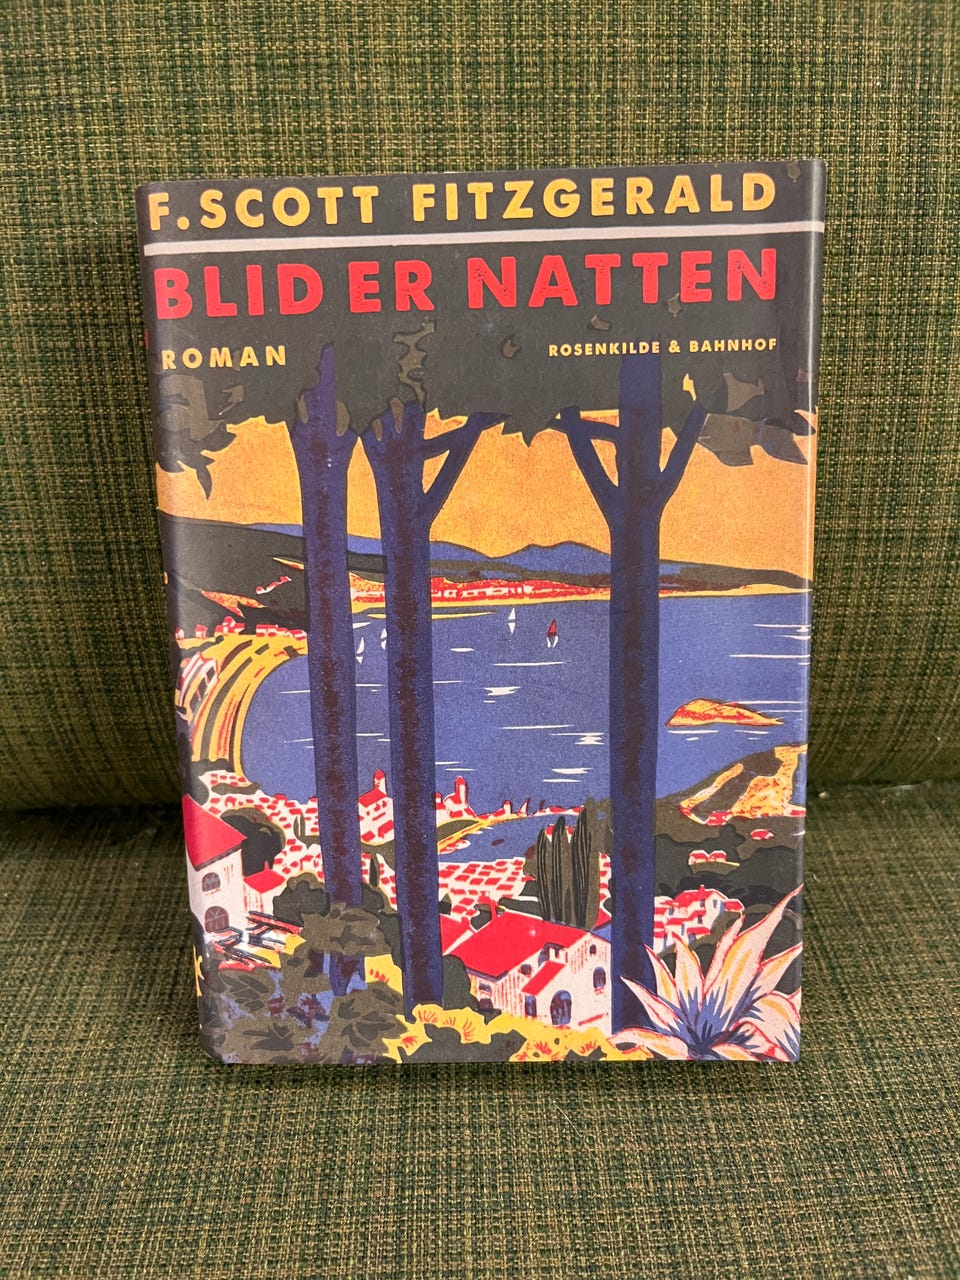 F. SCOTT FITZGERALD
BLID ER NATTEN
ROMAN
ROSENKILDE & BAHNHOF